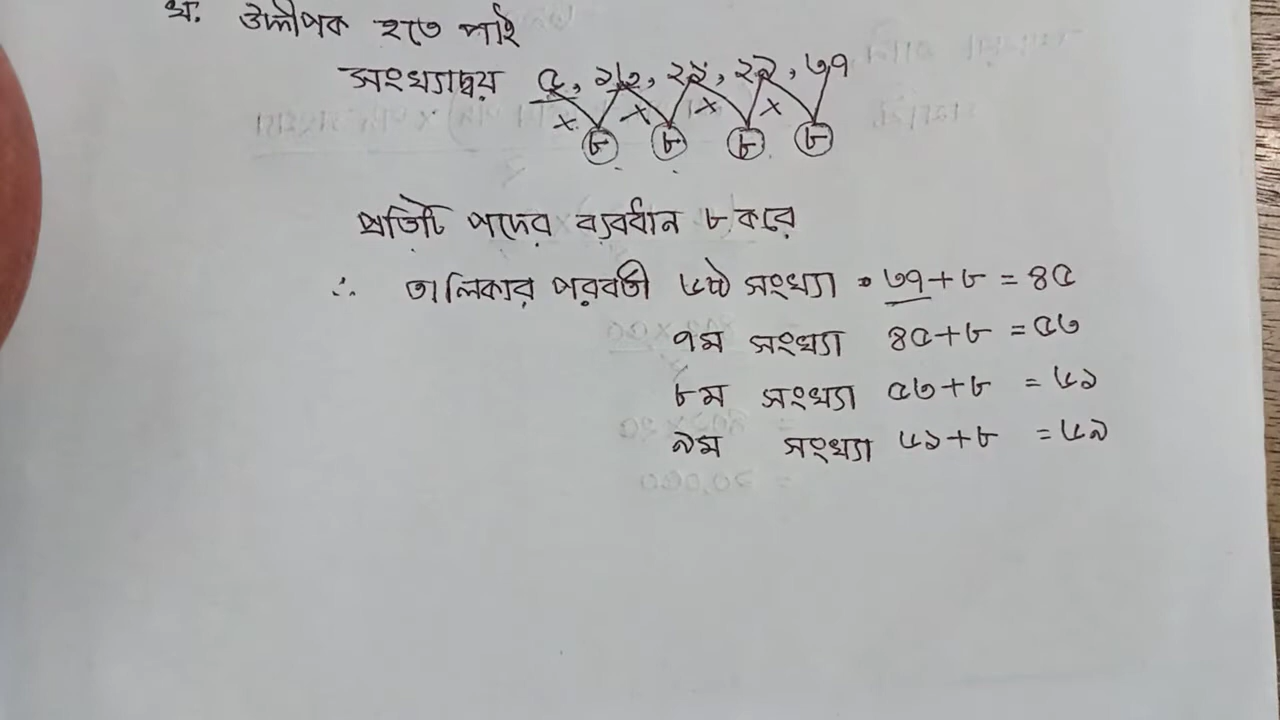 খ. উদ্দীপক হতে পাই
সংখ্যাদ্বয় ৫, ১৩, ২১, ২৯, ৩৭
× × × ×
৮ ৮ ৮ ৮
প্রতিটি পদের ব্যবধান ৮ করে
∴ তালিকার পরবর্তী ৬ষ্ঠ সংখ্যা = ৩৭+৮ = ৪৫
৭ম সংখ্যা ৪৫+৮ = ৫৩
৮ম সংখ্যা ৫৩+৮ = ৬১
৯ম সংখ্যা ৬১+৮ = ৬৯